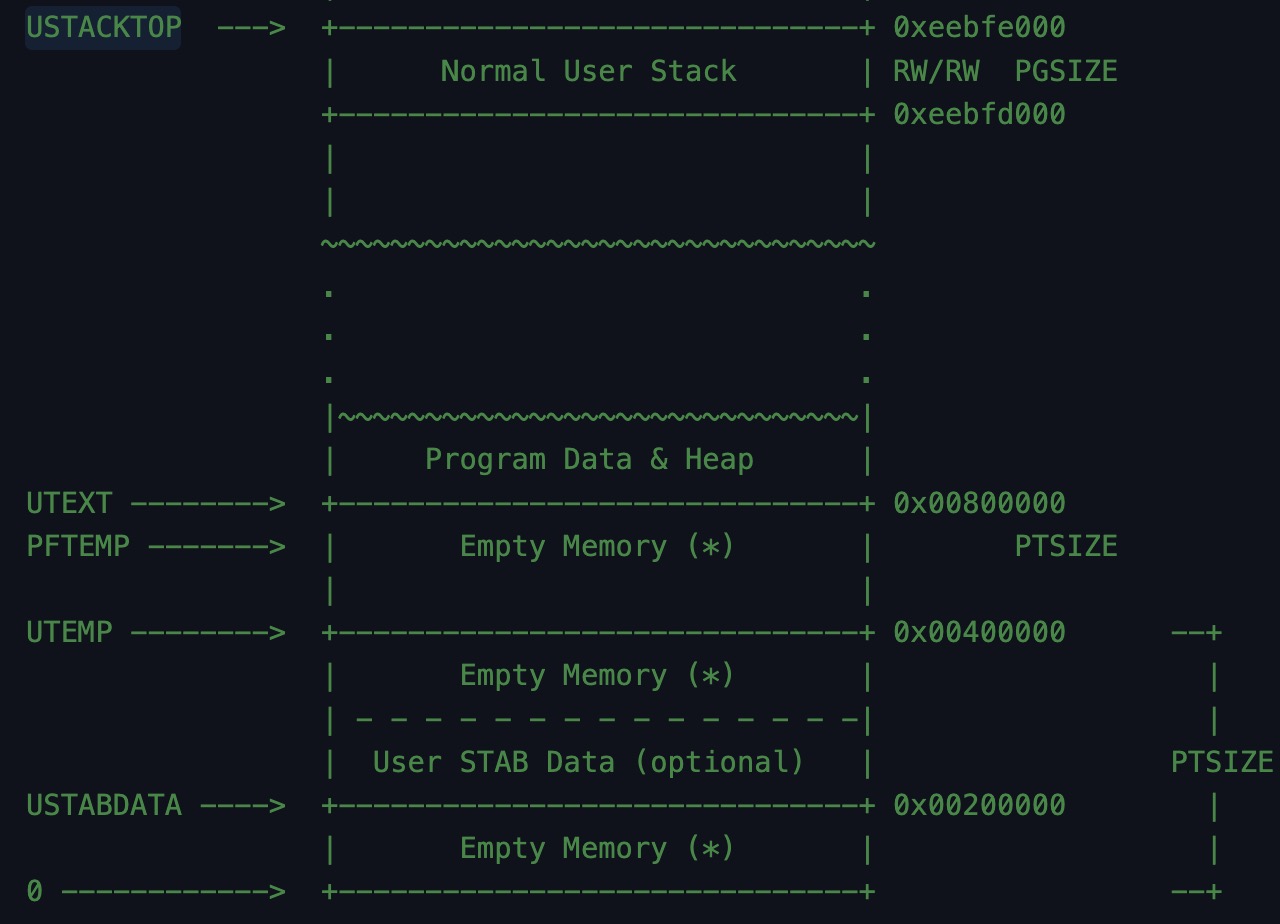 USTACKTOP  --->  +------------------------------+ 0xeebfe000
                 |      Normal User Stack       | RW/RW  PGSIZE
                 +------------------------------+ 0xeebfd000
                 |                              |
                 |                              |
                 ~~~~~~~~~~~~~~~~~~~~~~~~~~~~~~~~
                 .                              .
                 .                              .
                 .                              .
                 |~~~~~~~~~~~~~~~~~~~~~~~~~~~~~~|
                 |     Program Data & Heap      |
UTEXT -------->  +------------------------------+ 0x00800000
PFTEMP ------->  |       Empty Memory (*)       |        PTSIZE
                 |                              |
UTEMP -------->  +------------------------------+ 0x00400000      --+
                 |       Empty Memory (*)       |                   |
                 | - - - - - - - - - - - - - - -|                   |
                 |  User STAB Data (optional)   |                 PTSIZE
USTABDATA ---->  +------------------------------+ 0x00200000        |
                 |       Empty Memory (*)       |                   |
0 ------------>  +------------------------------+                 --+